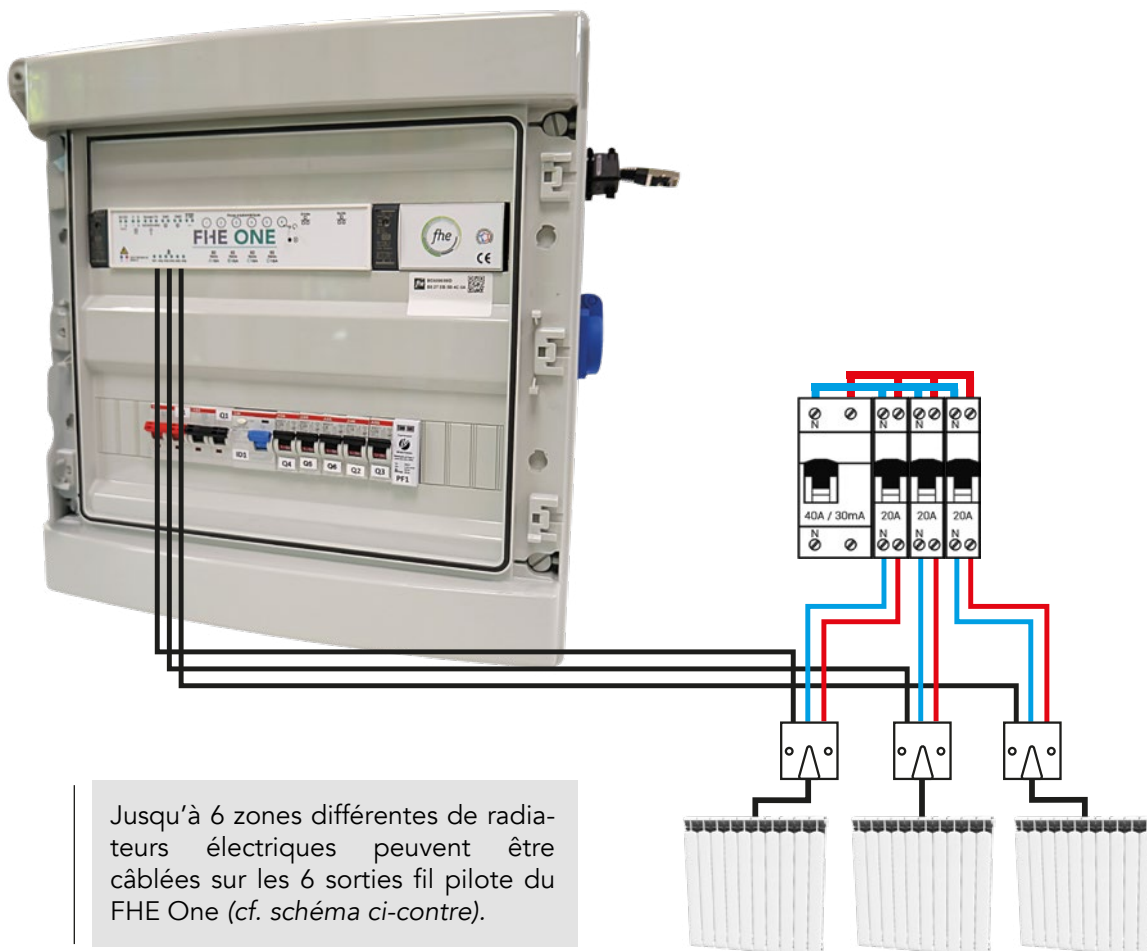 FHE ONE
fhe
CE
Q1
ID1
Q4
Q5
Q6
Q2
Q3
PF1
N
N
N
N
40A / 30mA
20A
20A
20A
N
N
N
N
Jusqu'à 6 zones différentes de radia-
teurs électriques peuvent être
câblées sur les 6 sorties fil pilote du
FHE One (cf. schéma ci-contre).